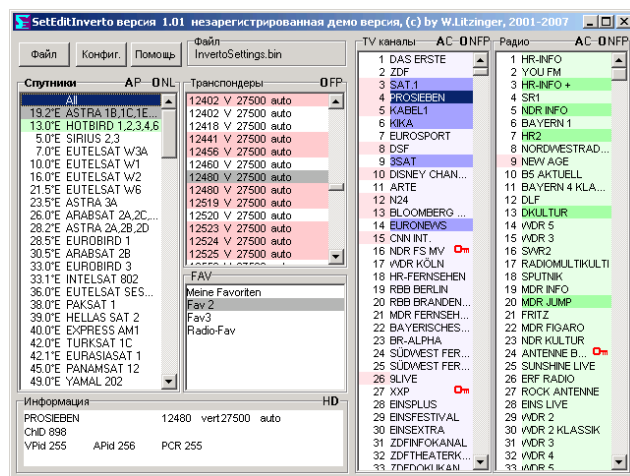 SetEditInverto версия 1.01 незарегистрированная демо версия, (c) by W.Litzinger, 2001-2007
Файл
Конфиг.
Помощь
Файл
InvertoSettings.bin
Спутники AP ONL
All
19.2°E ASTRA 1B,1C,1E...
13.0°E HOTBIRD 1,2,3,4,6
5.0°E SIRIUS 2,3
7.0°E EUTELSAT W3A
10.0°E EUTELSAT W1
16.0°E EUTELSAT W2
21.5°E EUTELSAT W6
23.5°E ASTRA 3A
26.0°E ARABSAT 2A,2C,...
28.2°E ASTRA 2A,2B,2D
28.5°E EUROBIRD 1
30.5°E ARABSAT 2B
33.0°E EUROBIRD 3
33.1°E INTELSAT 802
36.0°E EUTELSAT SES...
38.0°E PAKSAT 1
39.0°E HELLAS SAT 2
40.0°E EXPRESS AM1
42.0°E TURKSAT 1C
42.1°E EURASIASAT 1
45.0°E PANAMSAT 12
49.0°E YAMAL 202
Транспондеры OFP
12402 V 27500 auto
12402 V 27500 auto
12418 V 27500 auto
12441 V 27500 auto
12456 V 27500 auto
12460 V 27500 auto
12480 V 27500 auto
12480 V 27500 auto
12519 V 27500 auto
12520 V 27500 auto
12523 V 27500 auto
12524 V 27500 auto
12525 V 27500 auto
FAV
Meine Favoriten
Fav 2
Fav3
Radio-Fav
Информация HD
PROSIEBEN 12480 vert27500 auto
ChID 898
VPid 255 APid 256 PCR 255
TV каналы AC ONFP
1 DAS ERSTE
2 ZDF
3 SAT.1
4 PROSIEBEN
5 KABEL1
6 KIKA
7 EUROSPORT
8 DSF
9 3SAT
10 DISNEY CHAN...
11 ARTE
12 N24
13 BLOOMBERG ...
14 EURONEWS
15 CNN INT.
16 NDR FS MV
17 WDR KÖLN
18 HR-FERNSEHEN
19 RBB BERLIN
20 RBB BRANDEN...
21 MDR FERNSEH...
22 BAYERISCHES...
23 BR-ALPHA
24 SÜDWEST FER...
25 SÜDWEST FER...
26 9LIVE
27 XXP
28 EINSPLUS
29 EINSFESTIVAL
30 EINSEXTRA
31 ZDFINFOKANAL
32 ZDFTHEATERK...
33 ZDFDOKUKAN...
Радио AC ONFP
1 HR-INFO
2 YOU FM
3 HR-INFO +
4 SR1
5 NDR INFO
6 BAYERN 1
7 HR2
8 NORDWESTRAD...
9 NEW AGE
10 B5 AKTUELL
11 BAYERN 4 KLA...
12 DLF
13 DKULTUR
14 WDR 5
15 WDR 3
16 SWR2
17 RADIOMULTIKULTI
18 SPUTNIK
19 MDR INFO
20 MDR JUMP
21 FRITZ
22 MDR FIGARO
23 NDR KULTUR
24 ANTENNE B...
25 SUNSHINE LIVE
26 ERF RADIO
27 ROCK ANTENNE
28 EINS LIVE
29 WDR 2
30 WDR 2 KLASSIK
31 WDR 3
32 WDR 4
33 WDR 5